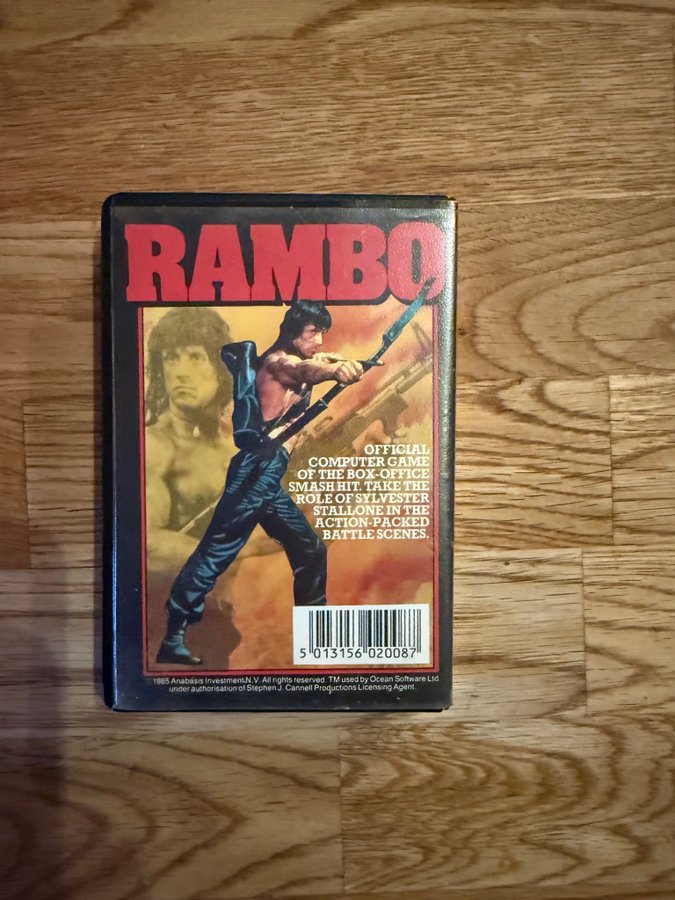 RAMBO
OFFICIAL
COMPUTER GAME
OF THE BOX-OFFICE
SMASH HIT. TAKE THE
ROLE OF SYLVESTER
STALLONE IN THE
ACTION-PACKED
BATTLE SCENES.
5 013156 020087
1985 Anabasis Investments N.V. All rights reserved. TM used by Ocean Software Ltd.
under authorisation of Stephen J. Cannell Productions Licensing Agent.